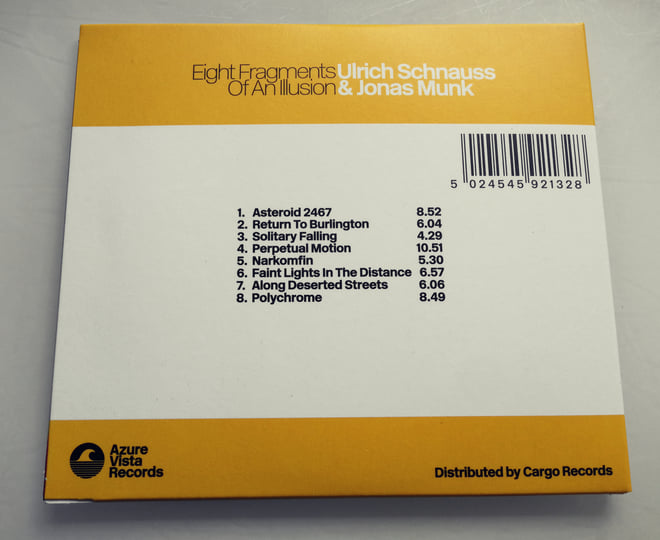 Eight Fragments Ulrich Schnauss
Of An Illusion & Jonas Munk
5 024545 921328
1. Asteroid 2467 8.52
2. Return To Burlington 6.04
3. Solitary Falling 4.29
4. Perpetual Motion 10.51
5. Narkomfin 5.30
6. Faint Lights In The Distance 6.57
7. Along Deserted Streets 6.06
8. Polychrome 8.49
Azure
Vista
Records
Distributed by Cargo Records